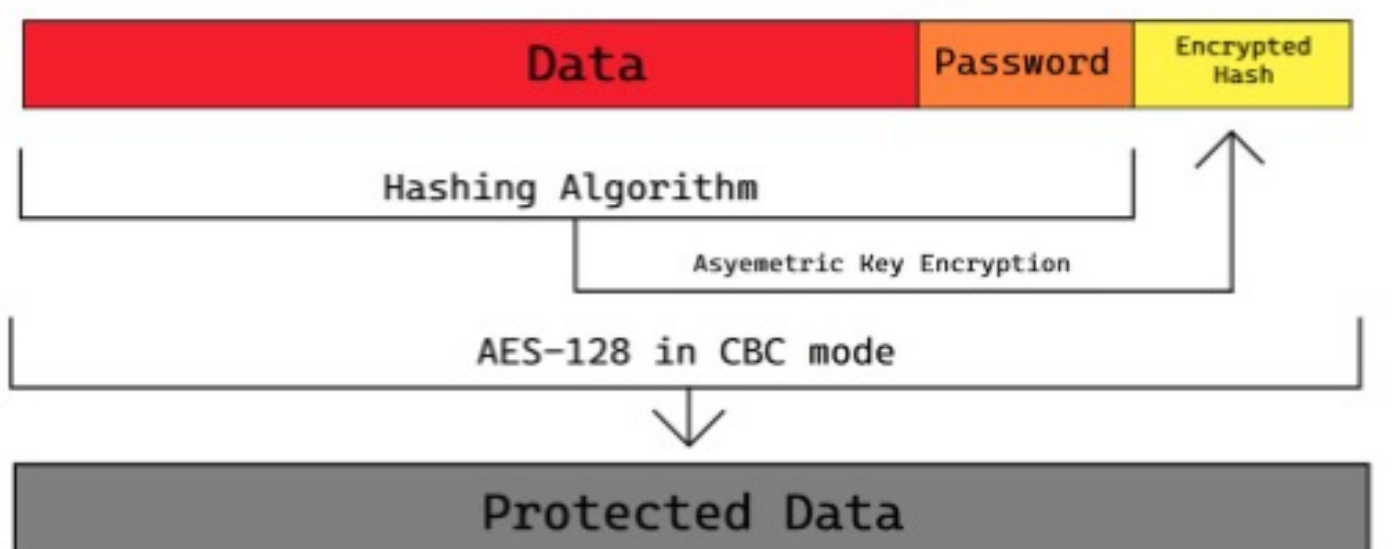 Data
Password
Encrypted
Hash
Hashing Algorithm
Asyemetric Key Encryption
AES-128 in CBC mode
Protected Data